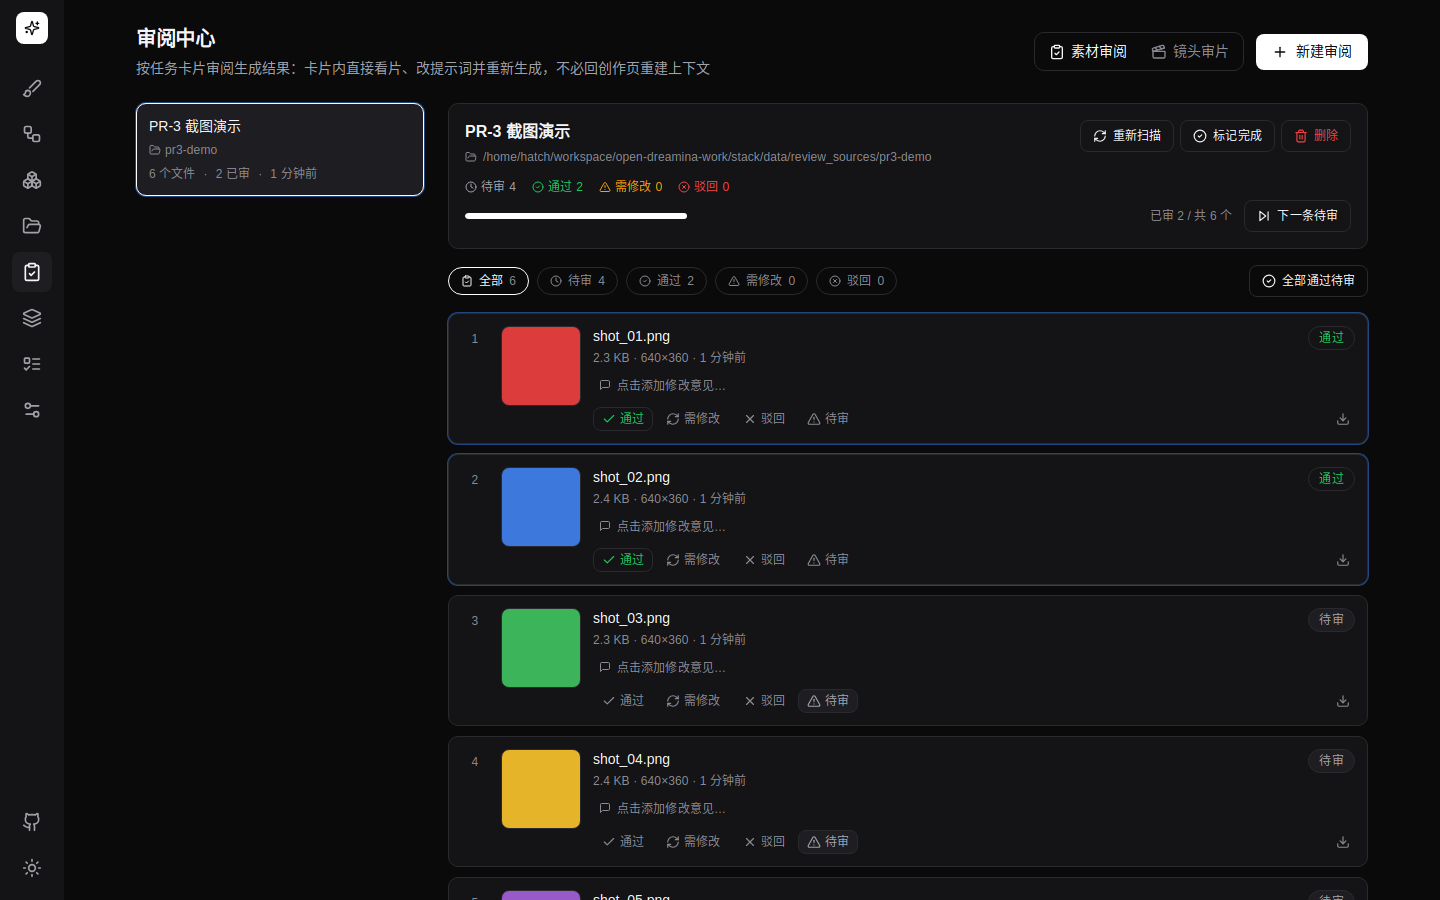 审阅中心
按任务卡片审阅生成结果：卡片内直接看片、改提示词并重新生成，不必回创作页重建上下文
素材审阅 镜头审片 新建审阅
PR-3 截图演示
pr3-demo
6 个文件 · 2 已审 · 1 分钟前
PR-3 截图演示
/home/hatch/workspace/open-dreamina-work/stack/data/review_sources/pr3-demo
重新扫描 标记完成 删除
待审 4 通过 2 需修改 0 驳回 0
已审 2 / 共 6 个 下一条待审
全部 6 待审 4 通过 2 需修改 0 驳回 0 全部通过待审
1 shot_01.png 通过
2.3 KB · 640×360 · 1 分钟前
点击添加修改意见...
通过 需修改 驳回 待审
2 shot_02.png 通过
2.4 KB · 640×360 · 1 分钟前
点击添加修改意见...
通过 需修改 驳回 待审
3 shot_03.png 待审
2.3 KB · 640×360 · 1 分钟前
点击添加修改意见...
通过 需修改 驳回 待审
4 shot_04.png 待审
2.4 KB · 640×360 · 1 分钟前
点击添加修改意见...
通过 需修改 驳回 待审